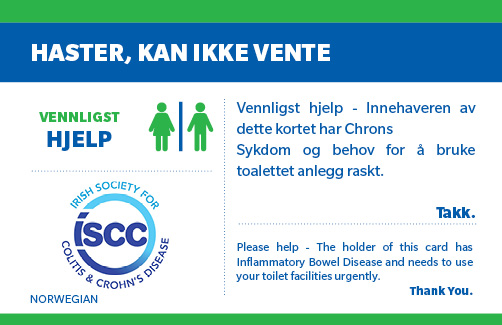 HASTER, KAN IKKE VENTE
VENNLIGST
HJELP
Vennligst hjelp - Innehaveren av
dette kortet har Chrons
Sykdom og behov for å bruke
toalettet anlegg raskt.
Takk.
IRISH SOCIETY FOR
iSCC
COLITIS & CROHN'S DISEASE
Please help - The holder of this card has
Inflammatory Bowel Disease and needs to use
your toilet facilities urgently.
Thank You.
NORWEGIAN